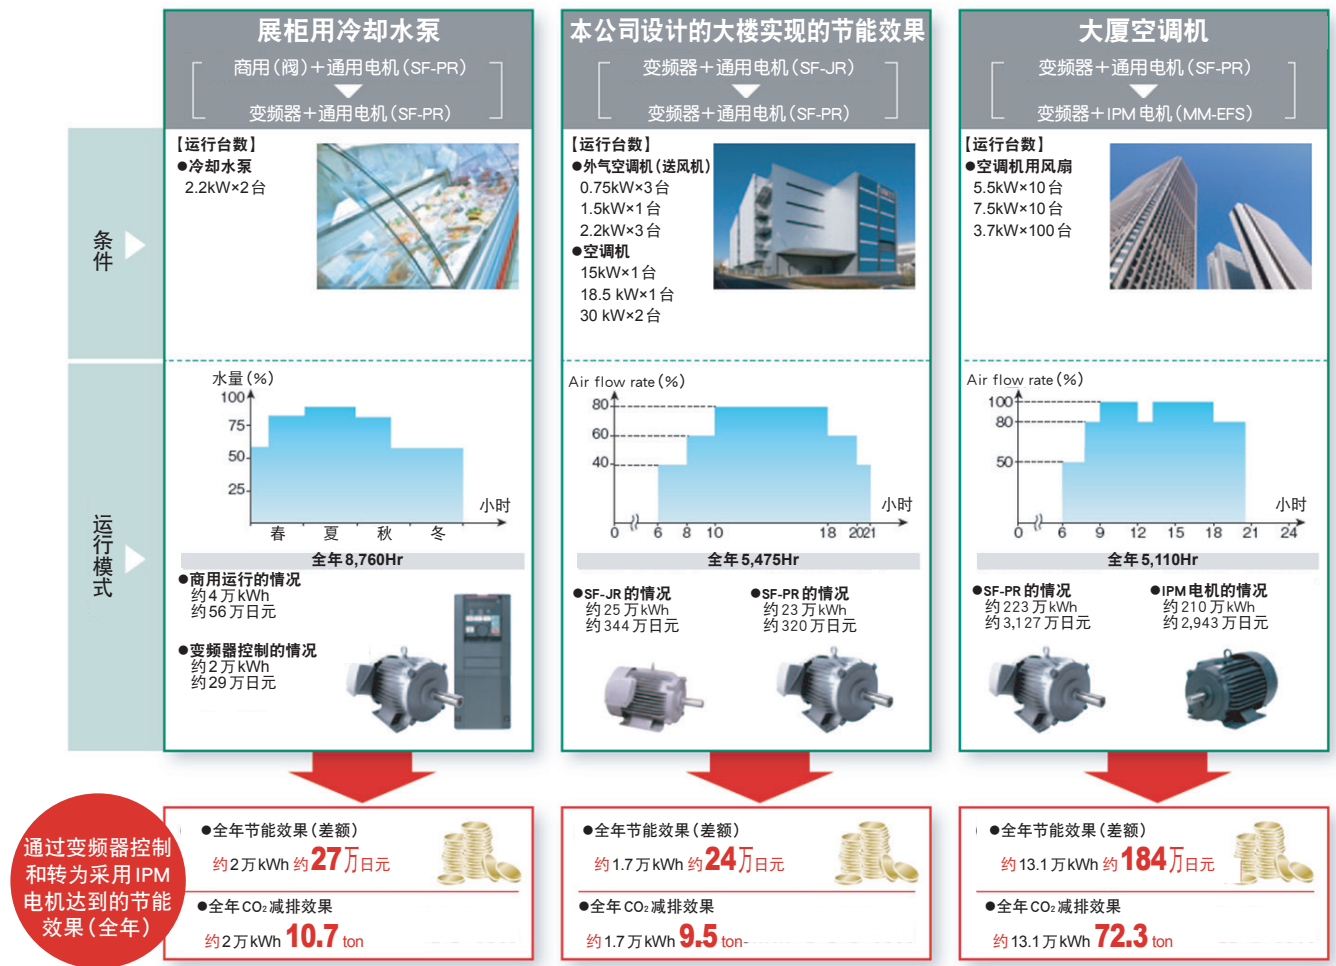 展柜用冷却水泵
商用(阀)+通用电机(SF-PR)
变频器+通用电机(SF-PR)
本公司设计的大楼实现的节能效果
变频器+通用电机(SF-JR)
变频器+通用电机(SF-PR)
大厦空调机
变频器+通用电机(SF-PR)
变频器+IPM电机(MM-EFS)
条件
【运行台数】
●冷却水泵
2.2kW×2台
【运行台数】
●外气空调机(送风机)
0.75kW×3台
1.5kW×1台
2.2kW×3台
●空调机
15kW×1台
18.5 kW×1台
30 kW×2台
【运行台数】
●空调机用风扇
5.5kW×10台
7.5kW×10台
3.7kW×100台
运行模式
水量(%)
100
75
50
25
小时
春 夏 秋 冬
全年8,760Hr
●商用运行的情况
约4万kWh
约56万日元
●变频器控制的情况
约2万kWh
约29万日元
Air flow rate(%)
80
60
40
小时
0 6 8 10 18 2021
全年5,475Hr
●SF-JR的情况
约25万kWh
约344万日元
●SF-PR的情况
约23万kWh
约320万日元
Air flow rate(%)
100
80
50
小时
0 6 9 12 15 18 21 24
全年5,110Hr
●SF-PR的情况
约223万kWh
约3,127万日元
●IPM电机的情况
约210万kWh
约2,943万日元
通过变频器控制
和转为采用IPM
电机达到的节能
效果(全年)
●全年节能效果(差额)
约2万kWh 约27万日元
●全年CO₂减排效果
约2万kWh 10.7 ton
●全年节能效果(差额)
约1.7万kWh 约24万日元
●全年CO₂减排效果
约1.7万kWh 9.5 ton
●全年节能效果(差额)
约13.1万kWh 约184万日元
●全年CO₂减排效果
约13.1万kWh 72.3 ton